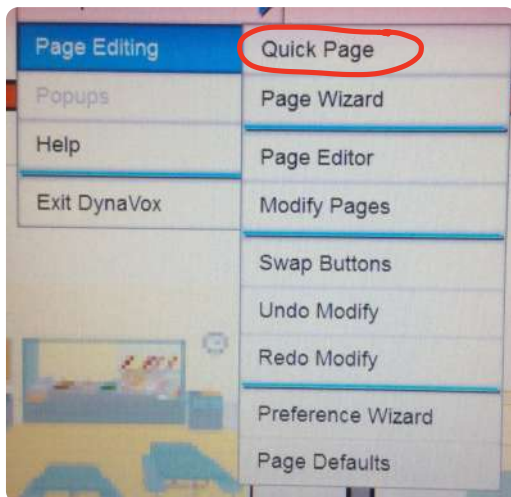 Page Editing
Popups
Help
Exit DynaVox
Quick Page
Page Wizard
Page Editor
Modify Pages
Swap Buttons
Undo Modify
Redo Modify
Preference Wizard
Page Defaults